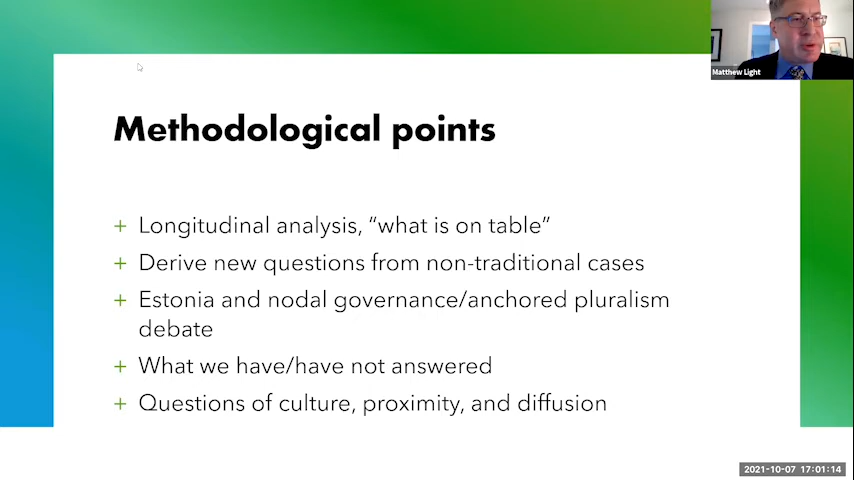 Matthew Light
Methodological points
+ Longitudinal analysis, “what is on table”
+ Derive new questions from non-traditional cases
+ Estonia and nodal governance/anchored pluralism
debate
+ What we have/have not answered
+ Questions of culture, proximity, and diffusion
2021-10-07 17:01:14